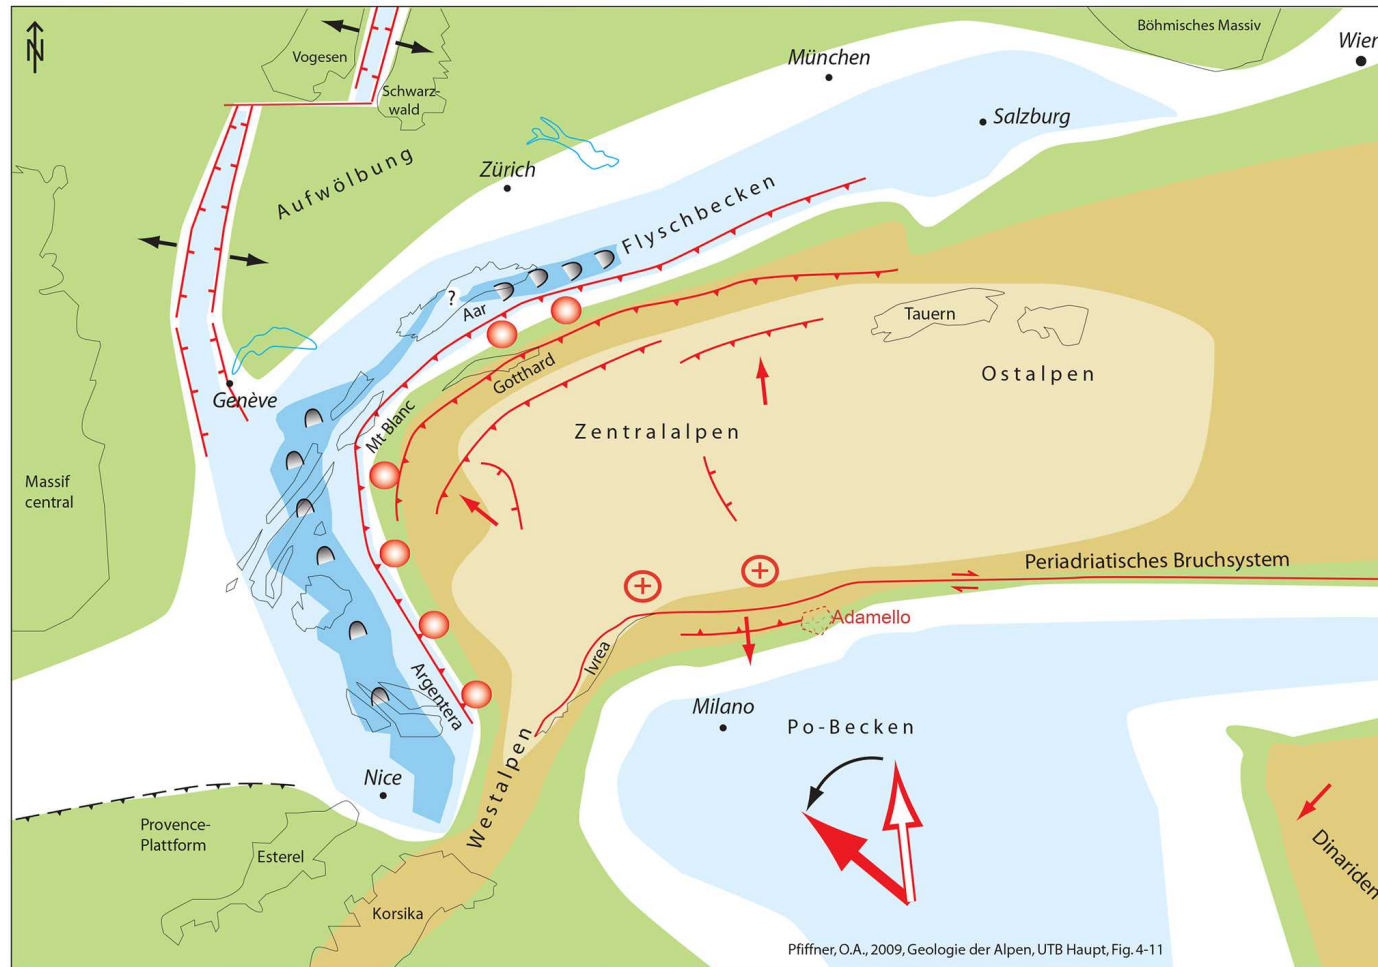 N
Vogesen
Schwarz-
wald
Böhmisches Massiv
Wien
München
Salzburg
Zürich
Aufwölbung
Flyschbecken
?
Aar
Tauern
Gotthard
Ostalpen
Genève
Mt Blanc
Zentralalpen
Massif
central
Periadriatisches Bruchsystem
Adamello
Ivrea
Argentera
Milano
Po-Becken
Westalpen
Nice
Provence-
Plattform
Esterel
Dinariden
Korsika
Pfiffner, O.A., 2009, Geologie der Alpen, UTB Haupt, Fig. 4-11